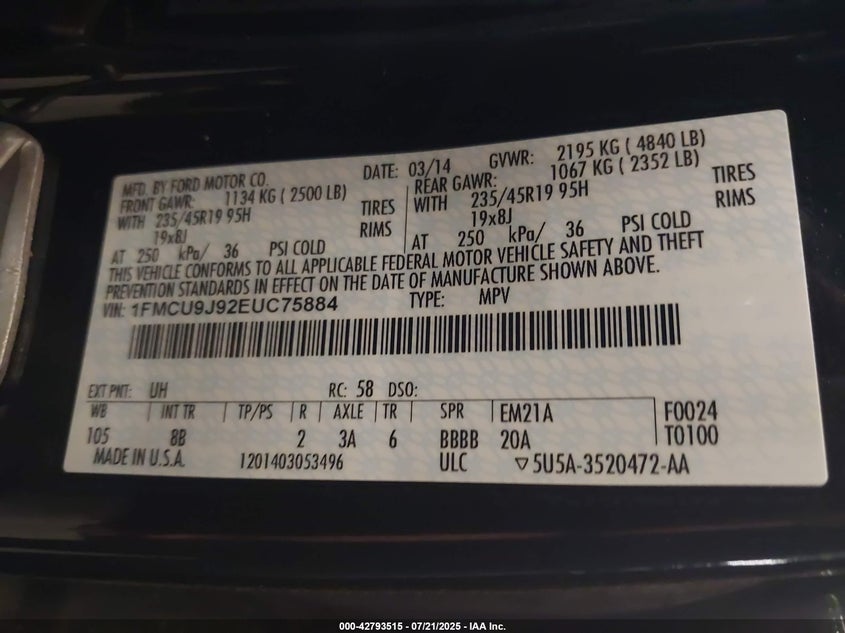 MFD. BY FORD MOTOR CO.
DATE: 03/14
GVWR: 2195 KG ( 4840 LB)
FRONT GAWR: 1134 KG ( 2500 LB)
REAR GAWR: 1067 KG ( 2352 LB)
WITH 235/45R19 95H TIRES
WITH 235/45R19 95H TIRES
19x8J RIMS
19x8J RIMS
AT 250 kPa/ 36 PSI COLD
AT 250 kPa/ 36 PSI COLD
THIS VEHICLE CONFORMS TO ALL APPLICABLE FEDERAL MOTOR VEHICLE SAFETY AND THEFT
PREVENTION STANDARDS IN EFFECT ON THE DATE OF MANUFACTURE SHOWN ABOVE.
VIN: 1FMCU9J92EUC75884
TYPE: MPV
EXT PNT: UH RC: 58 DSO:
WB INT TR TP/PS R AXLE TR SPR EM21A F0024
105 8B 2 3A 6 BBBB 20A T0100
MADE IN U.S.A. 1201403053496 ULC ▽5U5A-3520472-AA
000-42793515 - 07/21/2025 - IAA Inc.